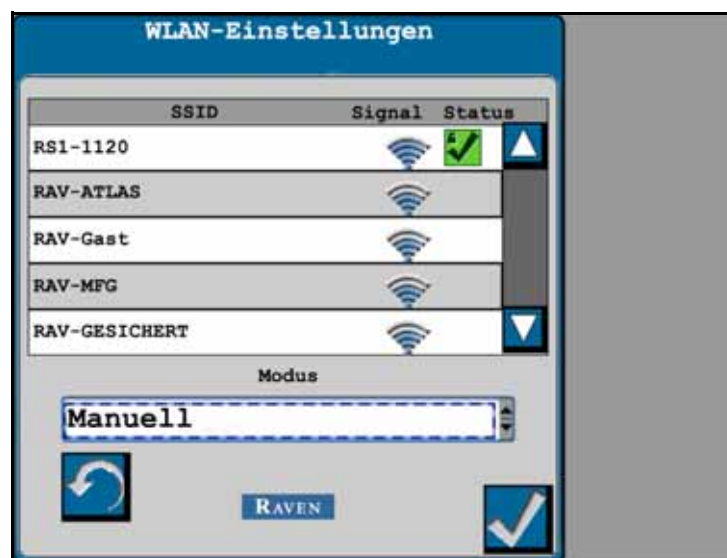 WLAN-Einstellungen
SSID Signal Status
RS1-1120
RAV-ATLAS
RAV-Gast
RAV-MFG
RAV-GESICHERT
Modus
Manuell
RAVEN